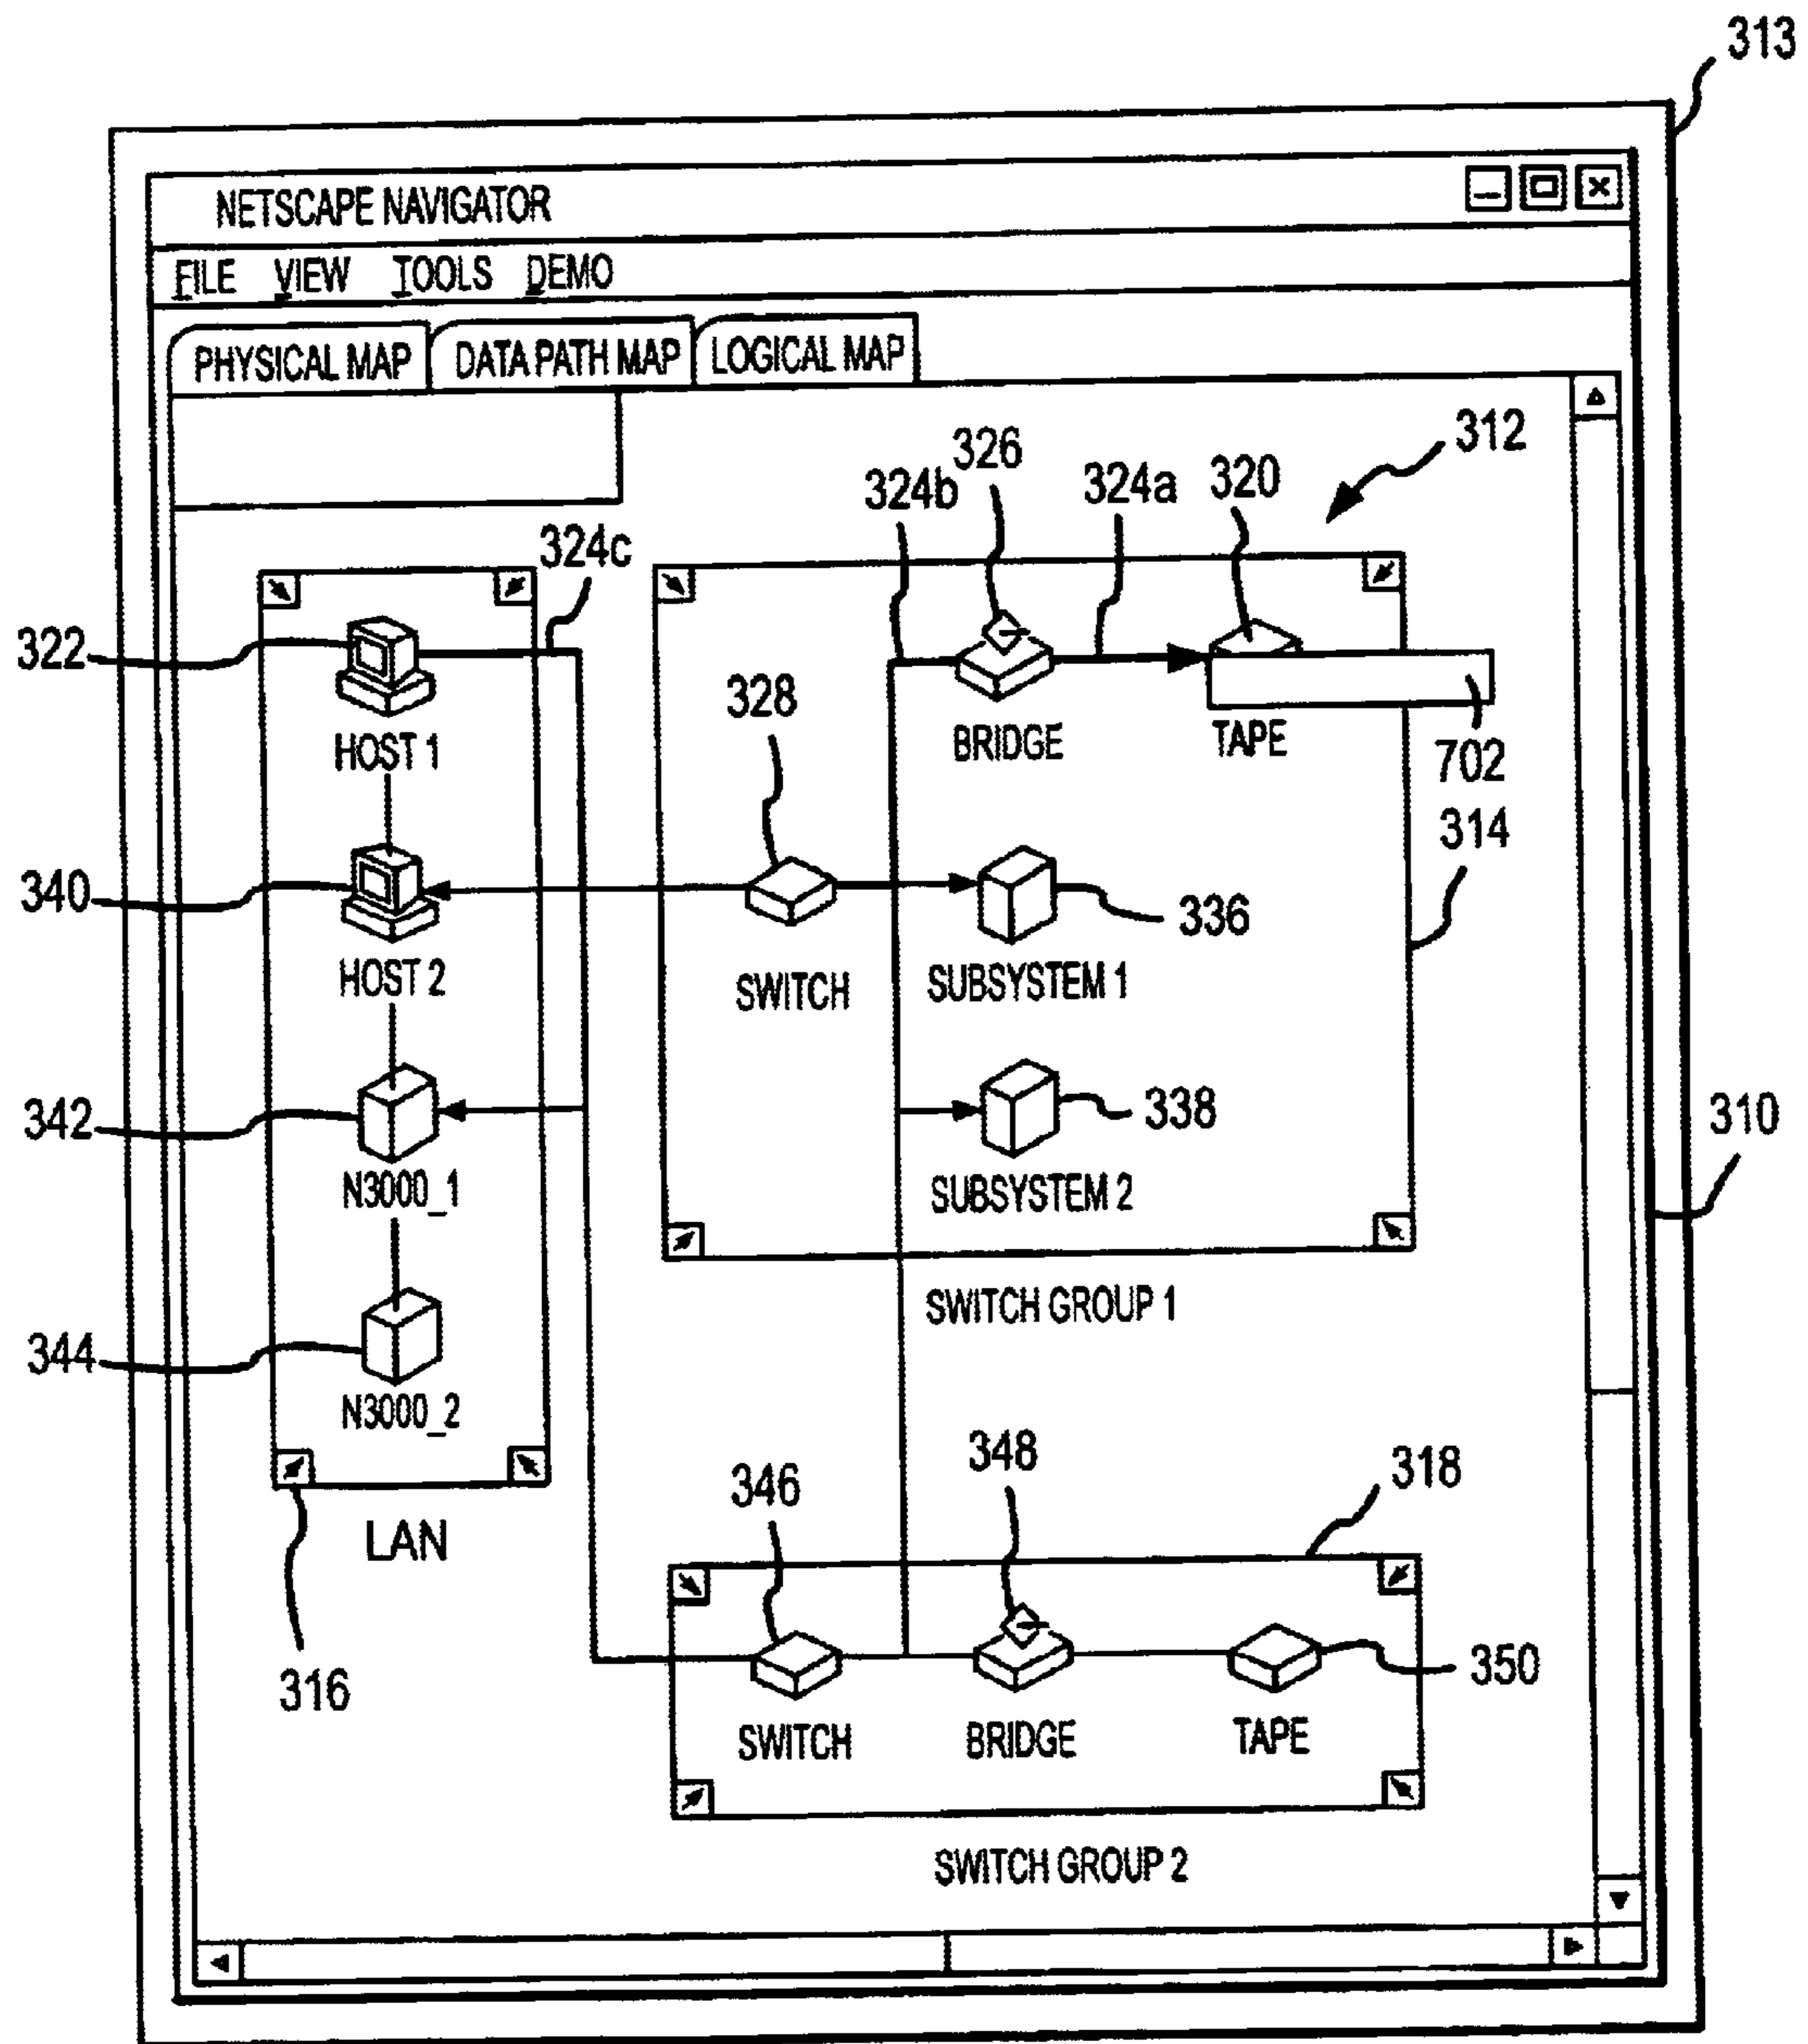 313
NETSCAPE NAVIGATOR
FILE VIEW TOOLS DEMO
PHYSICAL MAP DATA PATH MAP LOGICAL MAP
312
326
324b 324a 320
324c
322
328
HOST 1
BRIDGE TAPE
702
314
340
336
HOST 2
SWITCH SUBSYSTEM 1
342
338
310
N3000_1
SUBSYSTEM 2
SWITCH GROUP 1
344
N3000_2
346 348 318
LAN
316
350
SWITCH BRIDGE TAPE
SWITCH GROUP 2